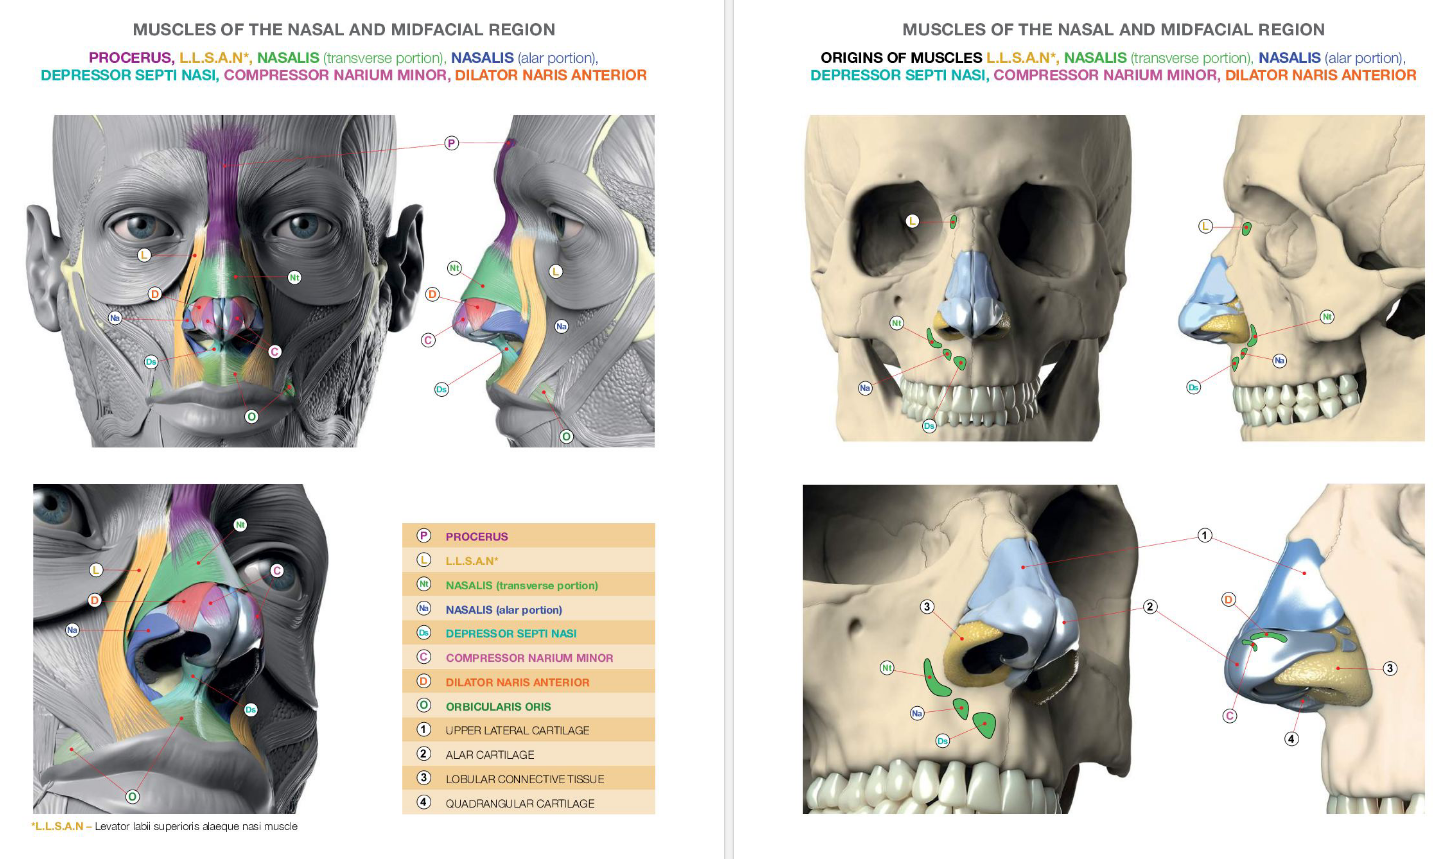 MUSCLES OF THE NASAL AND MIDFACIAL REGION
PROCERUS, L.L.S.A.N*, NASALIS (transverse portion), NASALIS (alar portion),
DEPRESSOR SEPTI NASI, COMPRESSOR NARIUM MINOR, DILATOR NARIS ANTERIOR
P
L
Nt
D
Na
C
Ds
O
Nt
L
D
Na
C
Ds
O
Nt
L
C
D
Na
Ds
O
P PROCERUS
L L.L.S.A.N*
Nt NASALIS (transverse portion)
Na NASALIS (alar portion)
Ds DEPRESSOR SEPTI NASI
C COMPRESSOR NARIUM MINOR
D DILATOR NARIS ANTERIOR
O ORBICULARIS ORIS
1 UPPER LATERAL CARTILAGE
2 ALAR CARTILAGE
3 LOBULAR CONNECTIVE TISSUE
4 QUADRANGULAR CARTILAGE
*L.L.S.A.N – Levator labii superioris alaeque nasi muscle
MUSCLES OF THE NASAL AND MIDFACIAL REGION
ORIGINS OF MUSCLES L.L.S.A.N*, NASALIS (transverse portion), NASALIS (alar portion),
DEPRESSOR SEPTI NASI, COMPRESSOR NARIUM MINOR, DILATOR NARIS ANTERIOR
L
Nt
Na
Ds
L
Nt
Na
Ds
1
3
2
D
Nt
3
Na
C
Ds
4